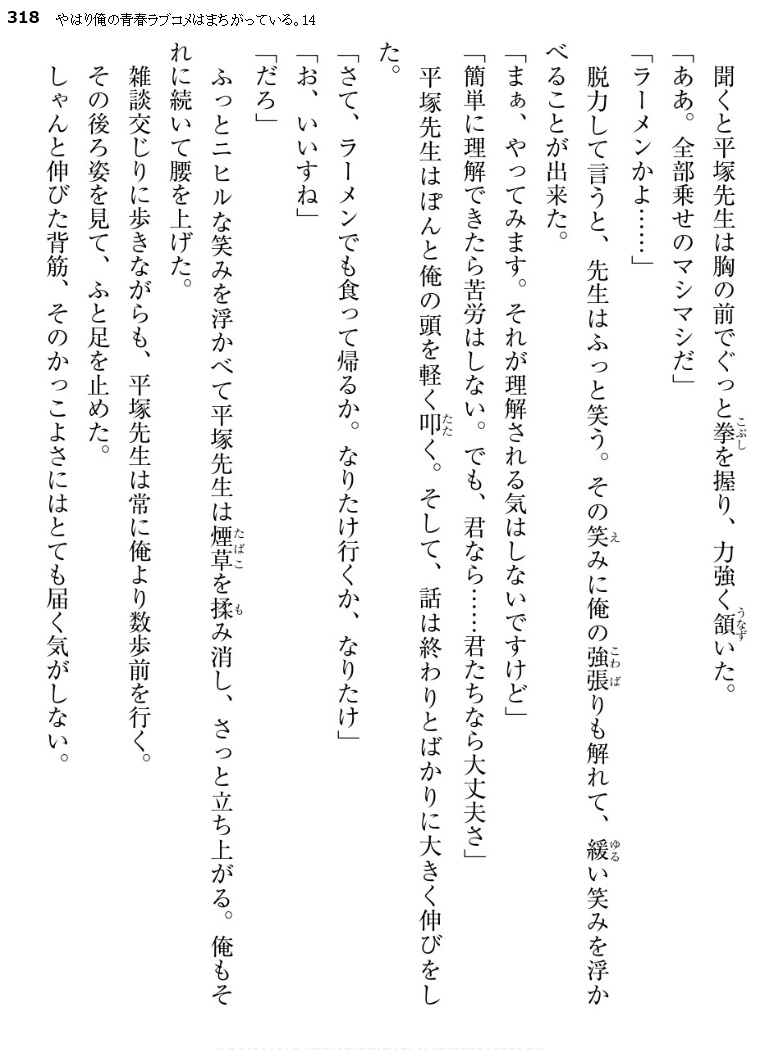 318 やはり俺の青春ラブコメはまちがっている。14
聞くと平塚先生は胸の前でぐっと拳を握り、力強く頷いた。
「ああ。全部乗せのマシマシだ」
「ラーメンかよ……」
脱力して言うと、先生はふっと笑う。その笑みに俺の強張りも解れて、緩い笑みを浮か
べることが出来た。
「まぁ、やってみます。それが理解される気はしないですけど」
「簡単に理解できたら苦労はしない。でも、君なら……君たちなら大丈夫さ」
平塚先生はぽんと俺の頭を軽く叩く。そして、話は終わりとばかりに大きく伸びをし
た。
「さて、ラーメンでも食って帰るか。なりたけ行くか、なりたけ」
「お、いいすね」
「だろ」
ふっとニヒルな笑みを浮かべて平塚先生は煙草を揉み消し、さっと立ち上がる。俺もそ
れに続いて腰を上げた。
雑談交じりに歩きながらも、平塚先生は常に俺より数歩前を行く。
その後ろ姿を見て、ふと足を止めた。
しゃんと伸びた背筋、そのかっこよさにはとても届く気がしない。